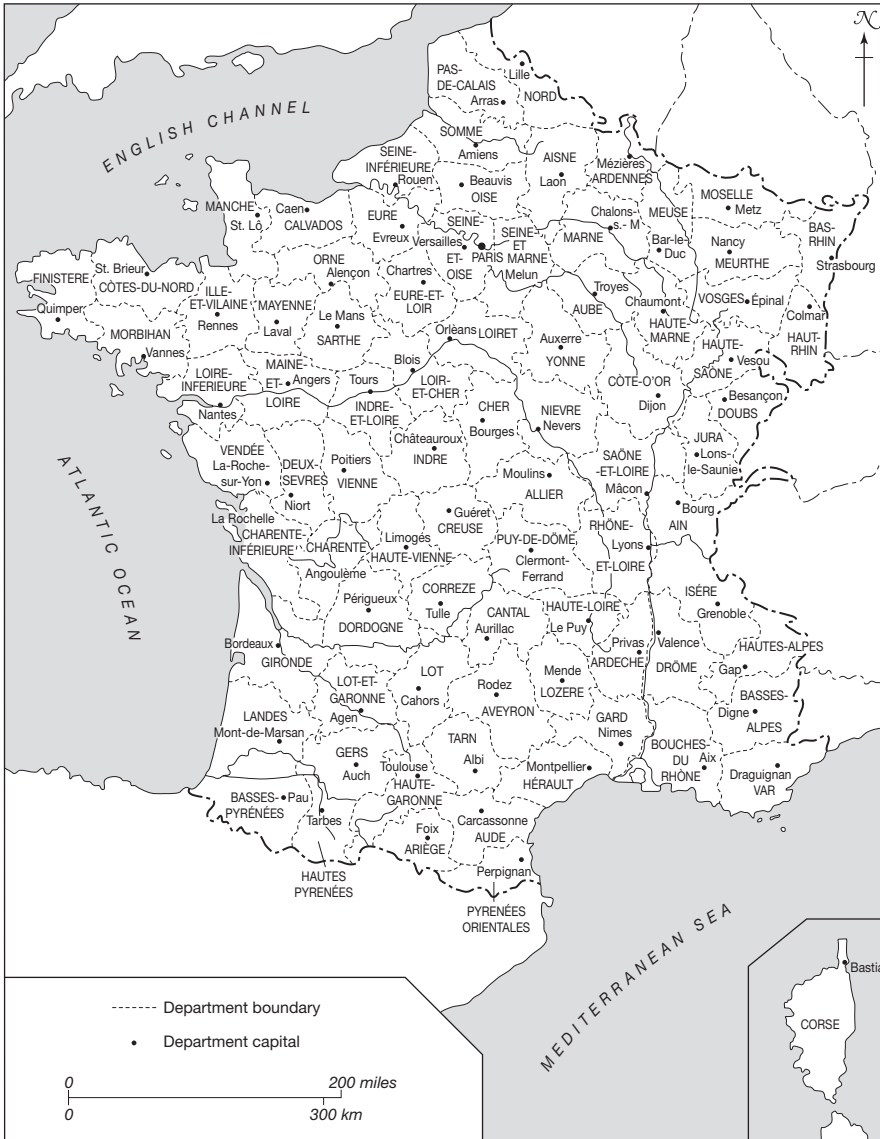 N
ENGLISH CHANNEL
PAS-
DE-CALAIS
Lille
Arras
NORD
SOMME
Amiens
SEINE-
INFÉRIEURE
Rouen
Beauvis
OISE
AISNE
Laon
Mézières
ARDENNES
MANCHE
St. Lô
Caen
CALVADOS
EURE
Evreux
SEINE-
ET-
OISE
Versailles
PARIS
SEINE-
ET
MARNE
Melun
MARNE
Chalons-
s.- M
MEUSE
Bar-le-
Duc
MOSELLE
Metz
Nancy
MEURTHE
BAS-
RHIN
Strasbourg
FINISTERE
Quimper
St. Brieur
CÒTES-DU-NORD
MORBIHAN
Vannes
ILLE-
ET-VILAINE
Rennes
MAYENNE
Laval
ORNE
Alençon
Le Mans
SARTHE
Chartres
EURE-ET-
LOIR
Orlèans
LOIRET
Troyes
AUBE
Chaumont
HAUTE-
MARNE
VOSGES
Épinal
Colmar
HAUT-
RHIN
Auxerre
YONNE
HAUTE-
SAÔNE
Vesou
LOIRE-
INFERIEURE
Nantes
MAINE-
ET-
LOIRE
Angers
Tours
INDRE-
ET-LOIRE
Blois
LOIR-
ET-CHER
CHER
Bourges
NIEVRE
Nevers
CÒTE-O'OR
Dijon
Besançon
DOUBS
JURA
Lons-
le-Saunie
VENDÉE
La-Roche-
sur-Yon
DEUX-
SEVRES
Niort
Poitiers
VIENNE
Châteauroux
INDRE
Moulins
ALLIER
SAÔNE
-ET-LOIRE
Mâcon
Bourg
AIN
La Rochelle
CHARENTE-
INFÉRIEURE
CHARENTE
Angoulème
Limogés
HAUTE-VIENNE
Guéret
CREUSE
PUY-DE-DÔME
Clermont-
Ferrand
RHÔNE-
ET-LOIRE
Lyons
ATLANTIC OCEAN
Périgueux
DORDOGNE
CORREZE
Tulle
CANTAL
Aurillac
HAUTE-LOIRE
Le Puy
ISÉRE
Grenoble
Bordeaux
GIRONDE
LOT-ET-
GARONNE
Agen
LOT
Cahors
Rodez
AVEYRON
Mende
LOZERE
Privas
ARDECHE
Valence
DRÔME
HAUTES-ALPES
Gap
LANDES
Mont-de-Marsan
GERS
Auch
TARN
Albi
GARD
Nimes
BASSES-
ALPES
Digne
Toulouse
HAUTE-
GARONNE
Montpellier
HÉRAULT
BOUCHES-
DU
RHÔNE
Aix
Draguignan
VAR
BASSES-
PYRÉNÉES
Pau
Tarbes
HAUTES
PYRENÉES
Foix
ARIÈGE
Carcassonne
AUDE
Perpignan
PYRENÉES
ORIENTALES
MEDITERRANEAN SEA
Bastia
CORSE
Department boundary
Department capital
0 200 miles
0 300 km